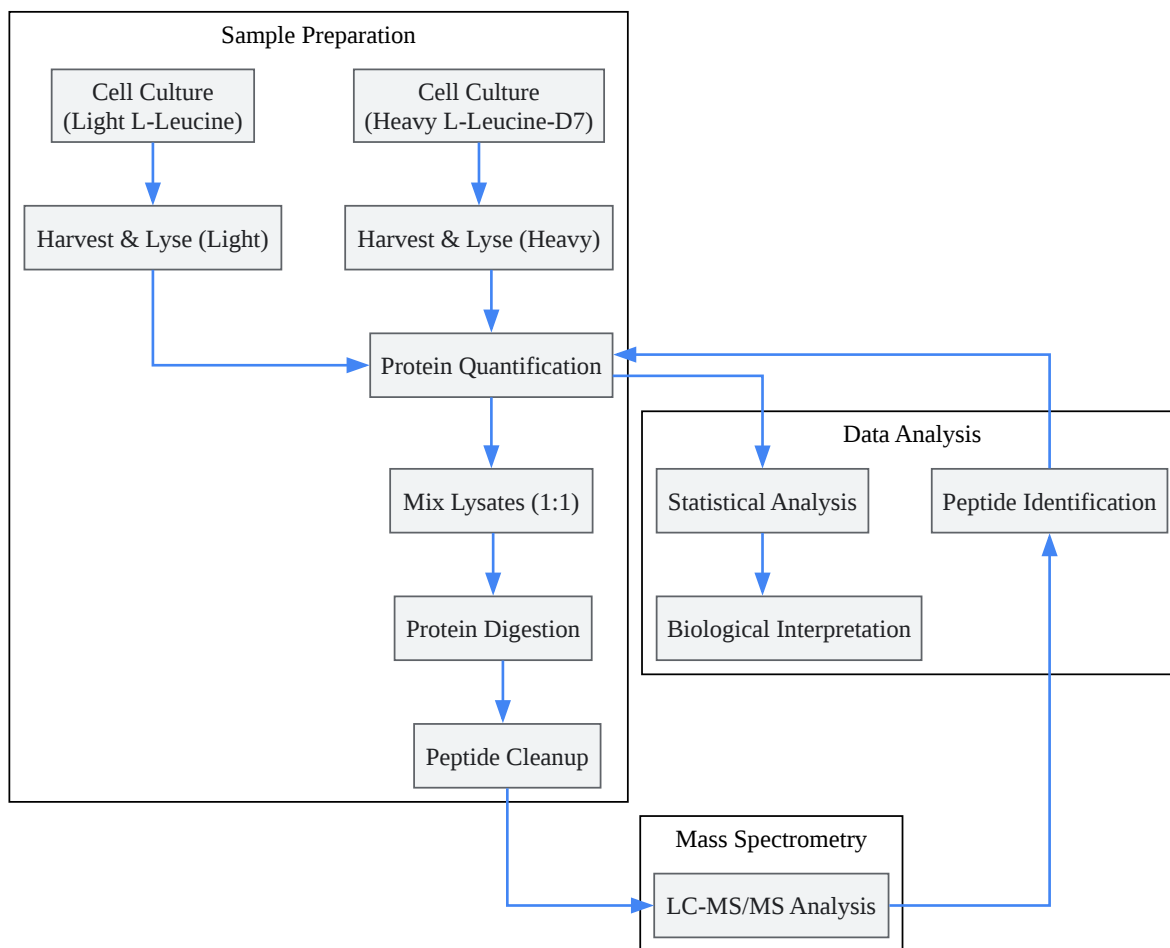 Sample Preparation
Cell Culture
(Light L-Leucine)
Cell Culture
(Heavy L-Leucine-D7)
Harvest & Lyse (Light)
Harvest & Lyse (Heavy)
Protein Quantification
Mix Lysates (1:1)
Protein Digestion
Peptide Cleanup
Data Analysis
Statistical Analysis
Peptide Identification
Biological Interpretation
Mass Spectrometry
LC-MS/MS Analysis